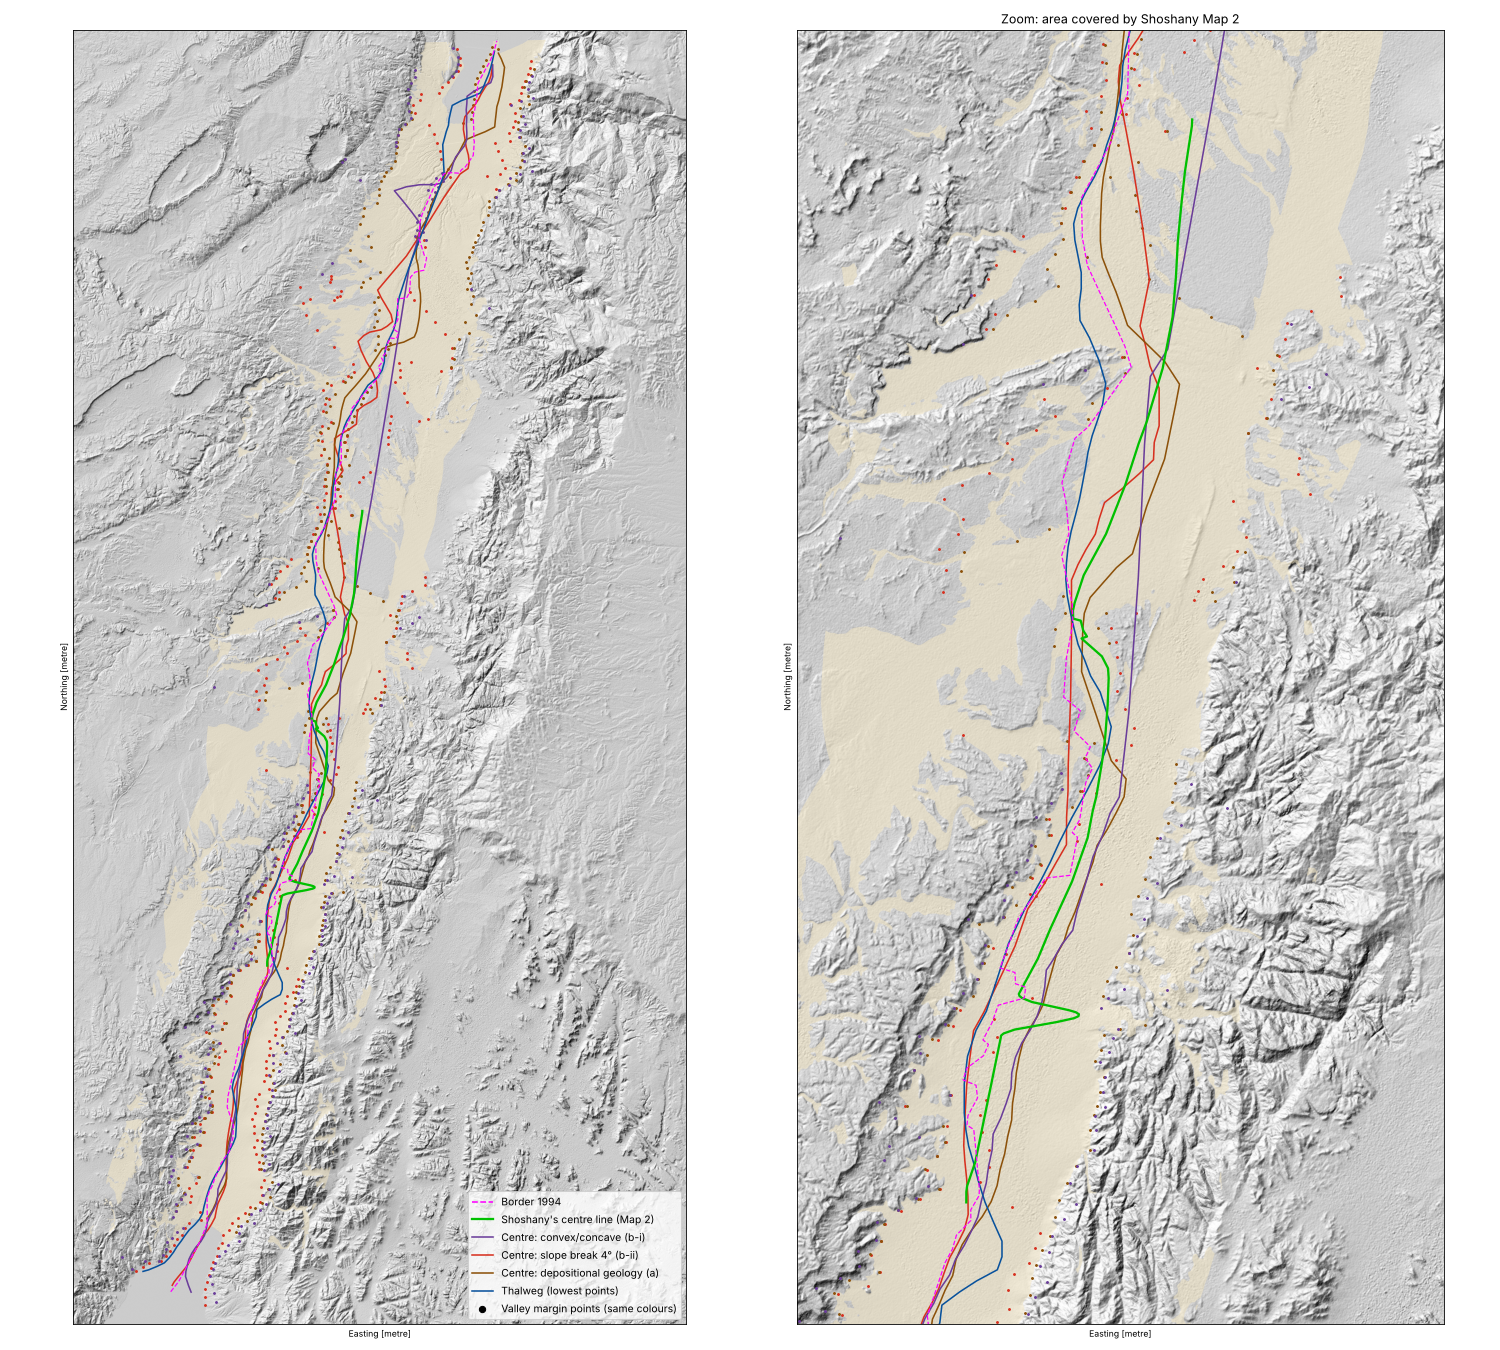 Zoom: area covered by Shoshany Map 2
Northing [metre]
Northing [metre]
Border 1994
Shoshany's centre line (Map 2)
Centre: convex/concave (b-i)
Centre: slope break 4° (b-ii)
Centre: depositional geology (a)
Thalweg (lowest points)
Valley margin points (same colours)
Easting [metre]
Easting [metre]